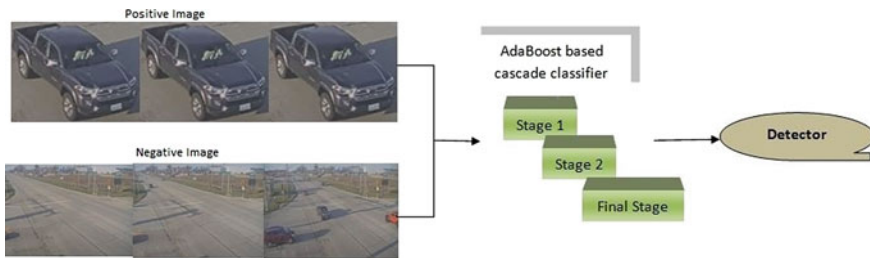 Positive Image
Negative Image
AdaBoost based
cascade classifier
Stage 1
Stage 2
Final Stage
Detector